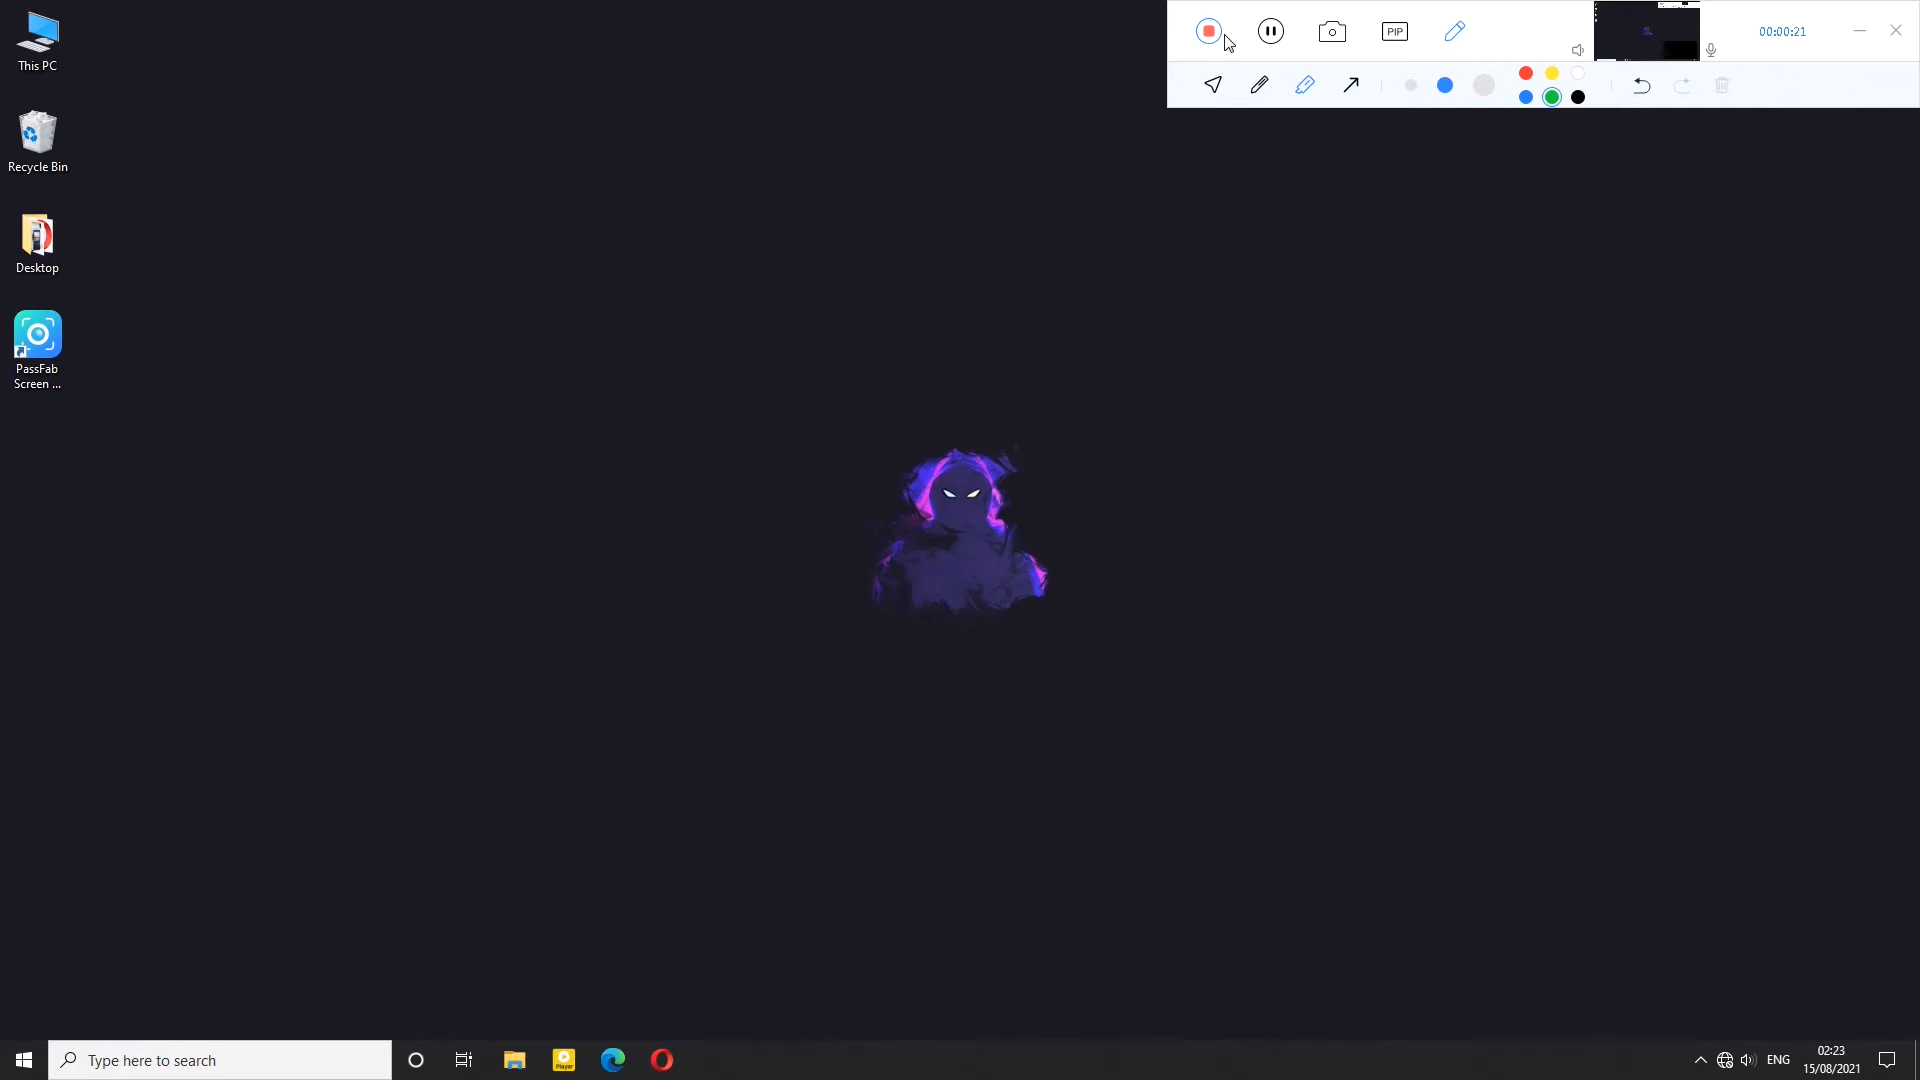 This PC
Recycle Bin
Desktop
PassFab
Screen ...
PIP
00:00:21
Type here to search
Player
ENG
02:23
15/08/2021